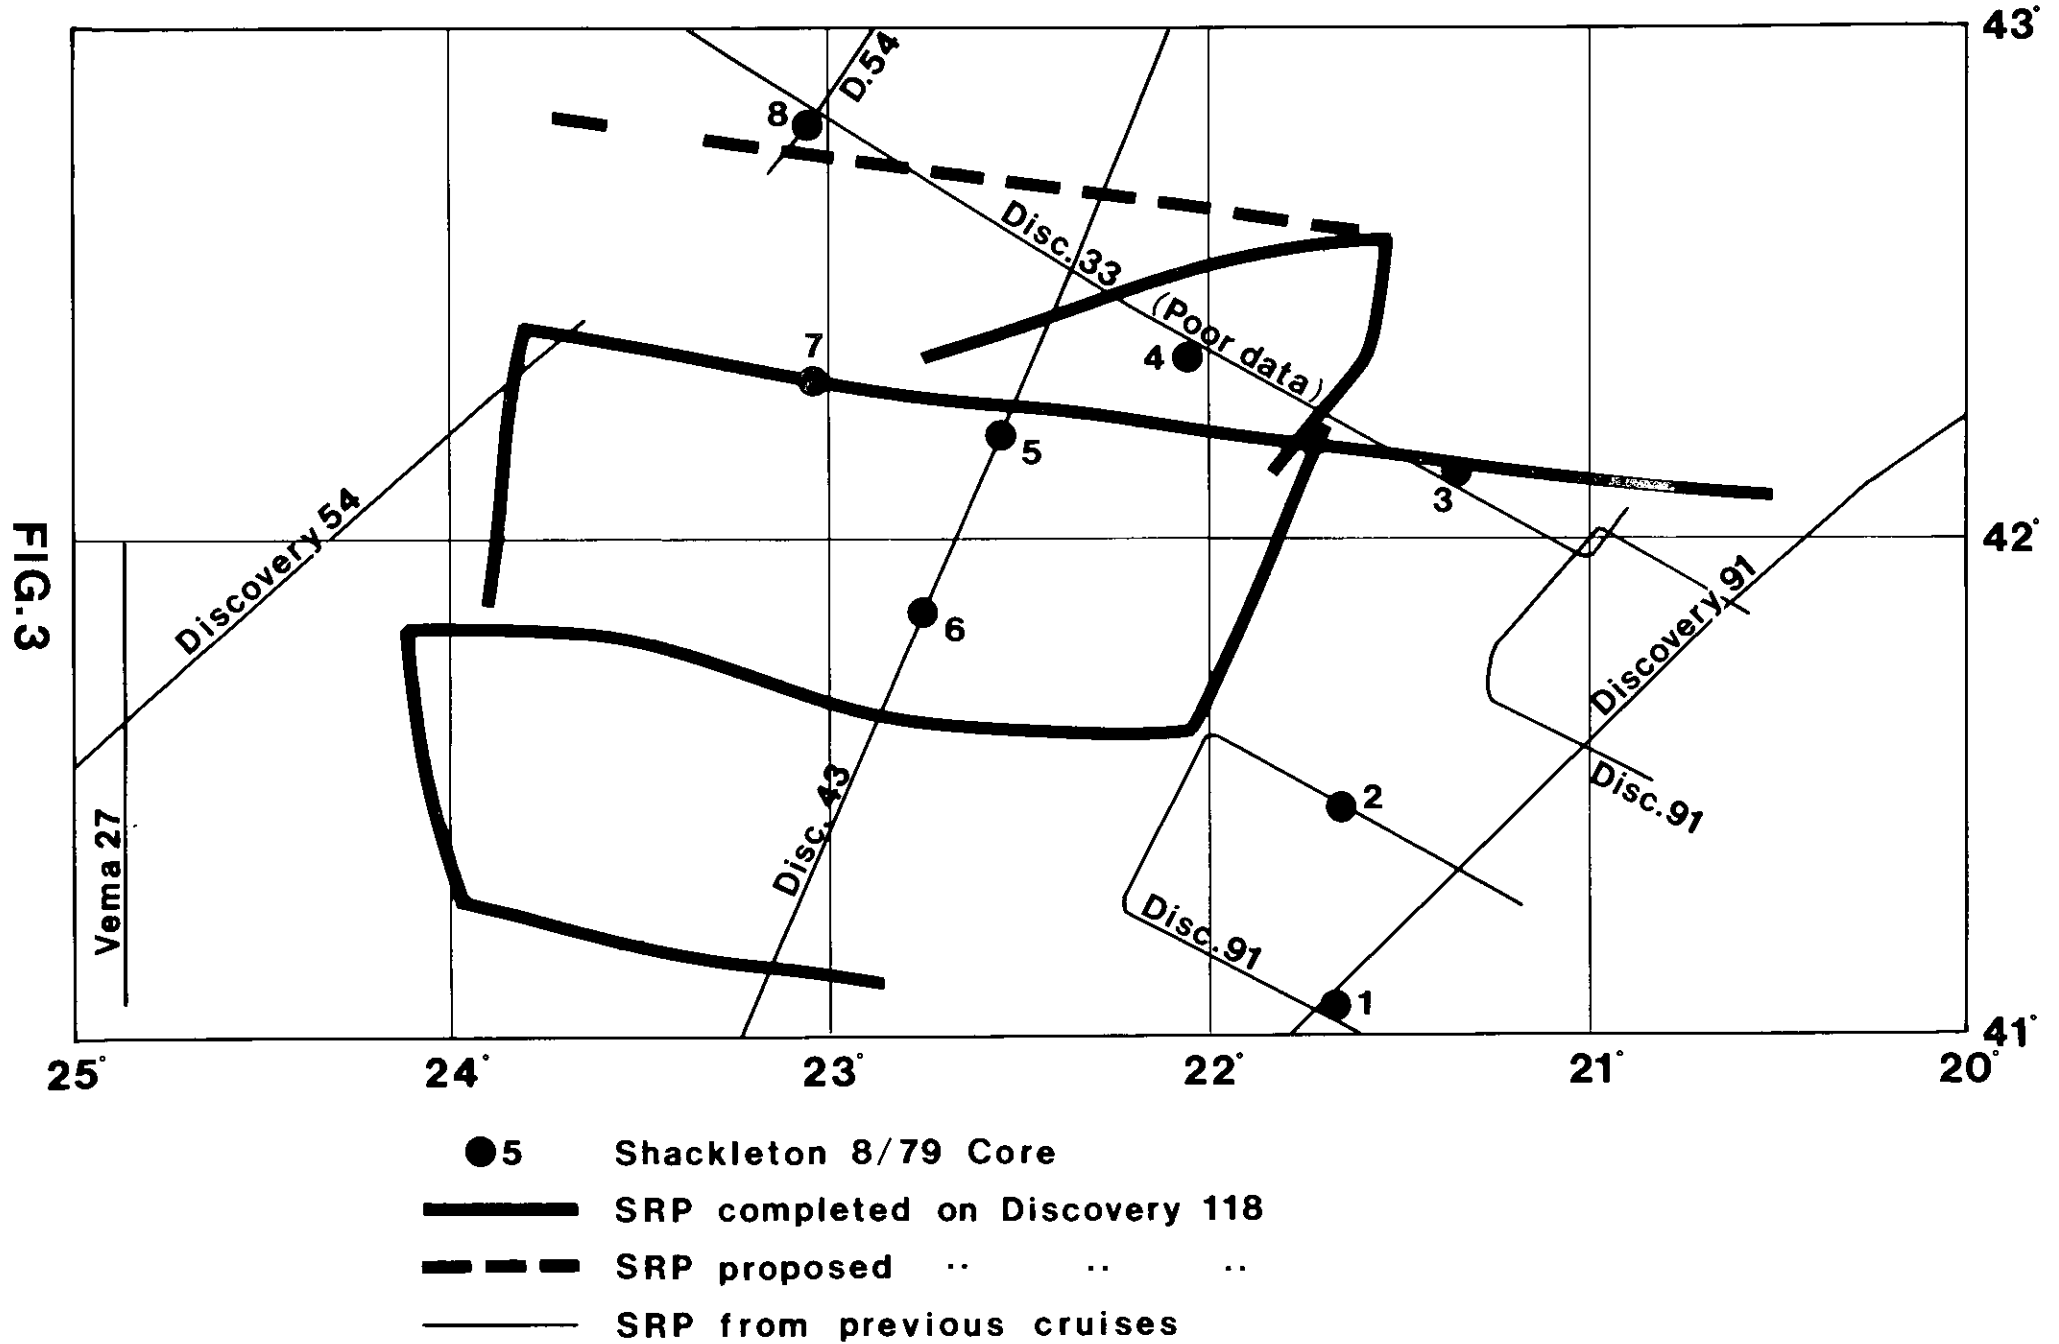 43°
D.54
8
Disc.33
(Poor data)
7
4
5
3
Discovery 54
42°
FIG.3
6
Discovery 91
Disc.91
2
Disc. 43
Vema 27
Disc.91
1
41°
25° 24° 23° 22° 21° 20°
5 Shackleton 8/79 Core
SRP completed on Discovery 118
SRP proposed ·· ·· ··
SRP from previous cruises